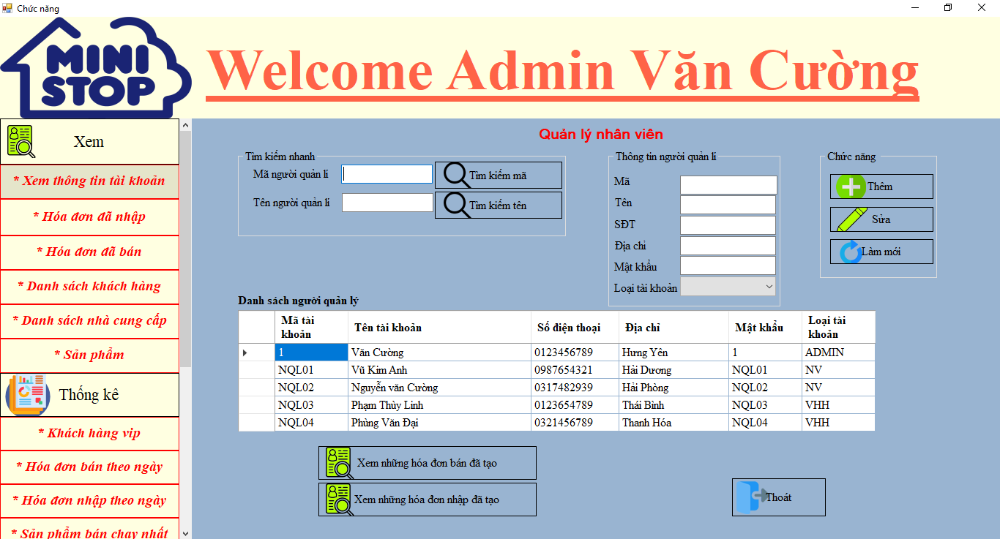 Chức năng
MINI
STOP
Welcome Admin Văn Cường
Xem
* Xem thông tin tài khoản
* Hóa đơn đã nhập
* Hóa đơn đã bán
* Danh sách khách hàng
* Danh sách nhà cung cấp
* Sản phẩm
Thống kê
* Khách hàng vip
* Hóa đơn bán theo ngày
* Hóa đơn nhập theo ngày
* Sản phẩm bán chạy nhất
Quản lý nhân viên
Tìm kiếm nhanh
Mã người quản lí
Tìm kiếm mã
Tên người quản lí
Tìm kiếm tên
Thông tin người quản lí
Mã
Tên
SĐT
Địa chỉ
Mật khẩu
Loại tài khoản
Chức năng
Thêm
Sửa
Làm mới
Danh sách người quản lý
Mã tài khoản Tên tài khoản Số điện thoại Địa chỉ Mật khẩu Loại tài khoản
1 Văn Cường 0123456789 Hưng Yên 1 ADMIN
NQL01 Vũ Kim Anh 0987654321 Hải Dương NQL01 NV
NQL02 Nguyễn văn Cường 0317482939 Hải Phòng NQL02 NV
NQL03 Phạm Thùy Linh 0123654789 Thái Bình NQL03 VHH
NQL04 Phùng Văn Đại 0321456789 Thanh Hóa NQL04 VHH
Xem những hóa đơn bán đã tạo
Xem những hóa đơn nhập đã tạo
Thoát